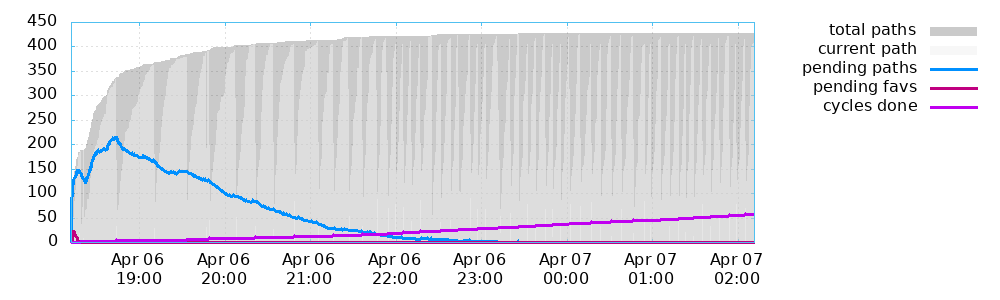 450
400
350
300
250
200
150
100
50
0
Apr 06 Apr 06 Apr 06 Apr 06 Apr 06 Apr 07 Apr 07 Apr 07
19:00 20:00 21:00 22:00 23:00 00:00 01:00 02:00
total paths
current path
pending paths
pending favs
cycles done